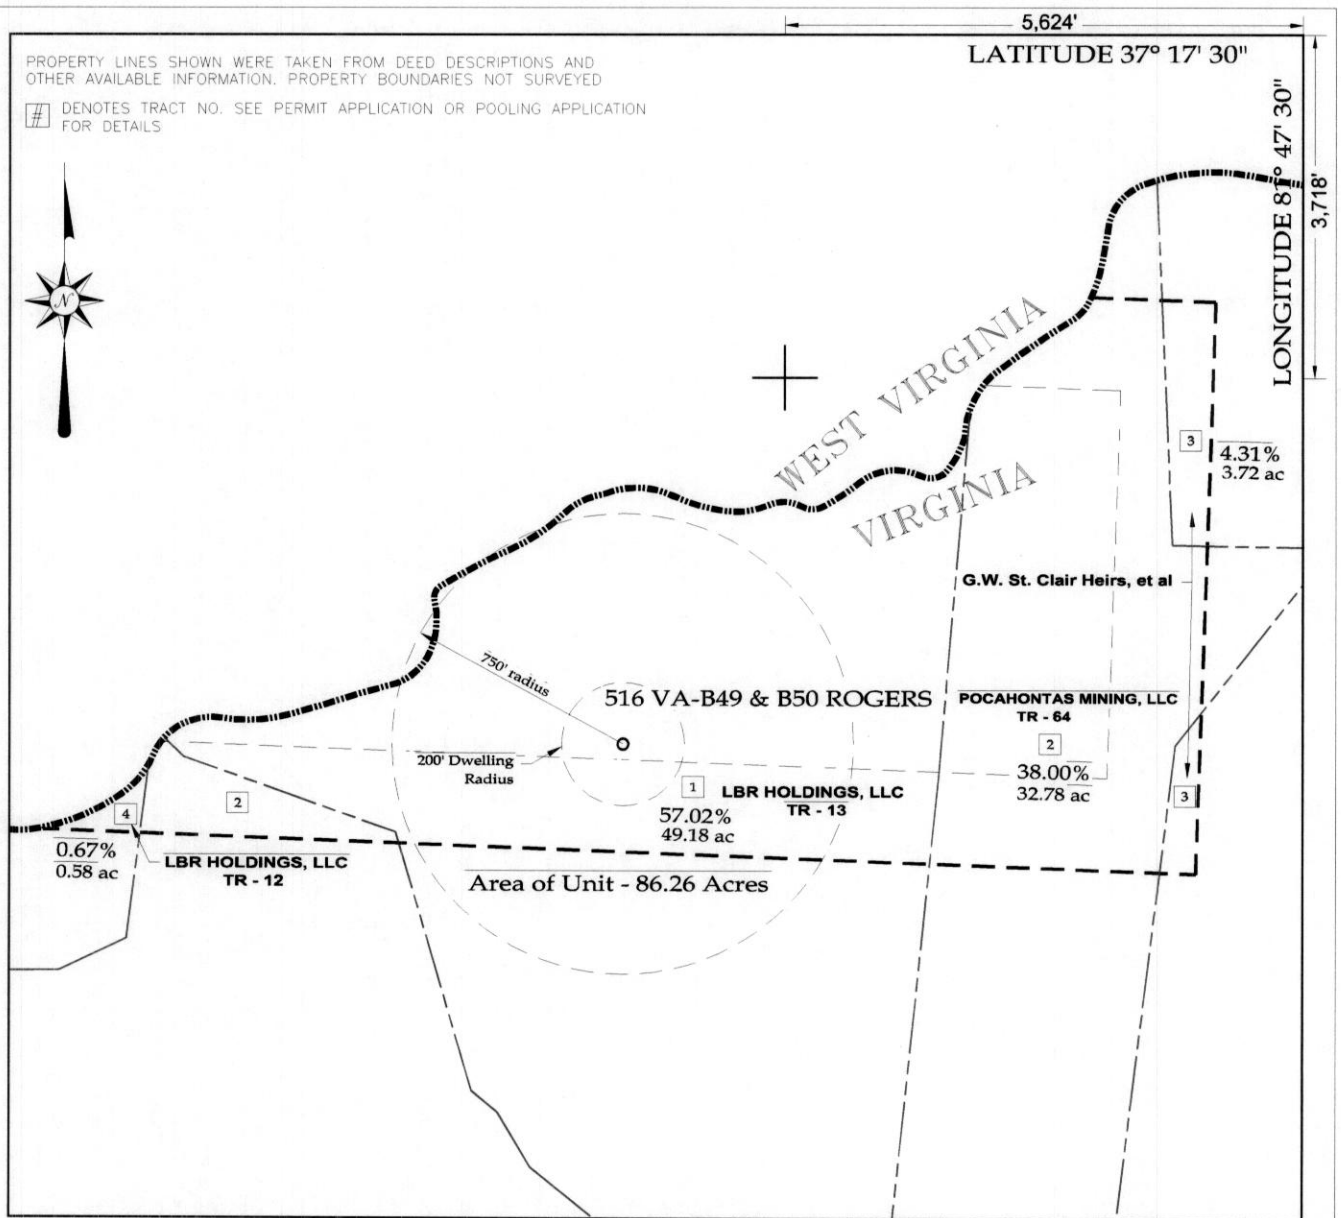 5,624'
LATITUDE 37° 17' 30"
PROPERTY LINES SHOWN WERE TAKEN FROM DEED DESCRIPTIONS AND
OTHER AVAILABLE INFORMATION. PROPERTY BOUNDARIES NOT SURVEYED
# DENOTES TRACT NO. SEE PERMIT APPLICATION OR POOLING APPLICATION
FOR DETAILS
LONGITUDE 81° 47' 30"
3,718'
N
WEST VIRGINIA
VIRGINIA
3
4.31%
3.72 ac
G.W. St. Clair Heirs, et al
750' radius
516 VA-B49 & B50 ROGERS
POCAHONTAS MINING, LLC
TR - 64
2
38.00%
32.78 ac
200' Dwelling
Radius
1
LBR HOLDINGS, LLC
TR - 13
57.02%
49.18 ac
3
2
4
0.67%
0.58 ac
LBR HOLDINGS, LLC
TR - 12
Area of Unit - 86.26 Acres